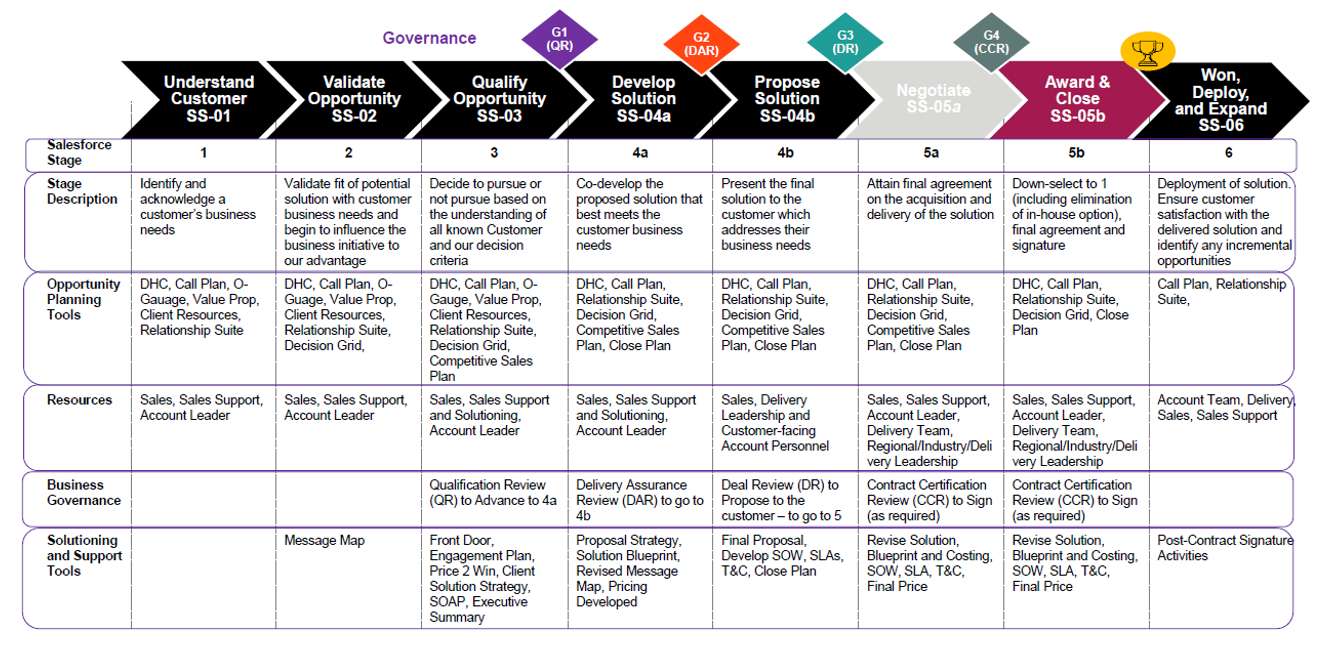 Governance
G1
(QR)
G2
(DAR)
G3
(DR)
G4
(CCR)
Understand
Customer
SS-01
Validate
Opportunity
SS-02
Qualify
Opportunity
SS-03
Develop
Solution
SS-04a
Propose
Solution
SS-04b
Negotiate
SS-05a
Award &
Close
SS-05b
Won,
Deploy,
and Expand
SS-06
Salesforce
Stage
1
2
3
4a
4b
5a
5b
6
Stage
Description
Identify and
acknowledge a
customer's business
needs
Validate fit of potential
solution with customer
business needs and
begin to influence the
business initiative to
our advantage
Decide to pursue or
not pursue based on
the understanding of
all known Customer
and our decision
criteria
Co-develop the
proposed solution that
best meets the
customer business
needs
Present the final
solution to the
customer which
addresses their
business needs
Attain final agreement
on the acquisition and
delivery of the solution
Down-select to 1
(including elimination
of in-house option),
final agreement and
signature
Deployment of solution.
Ensure customer
satisfaction with the
delivered solution and
identify any incremental
opportunities
Opportunity
Planning
Tools
DHC, Call Plan, O-
Gauage, Value Prop,
Client Resources,
Relationship Suite
DHC, Call Plan, O-
Guage, Value Prop,
Client Resources,
Relationship Suite,
Decision Grid,
DHC, Call Plan, O-
Gauge, Value Prop,
Client Resources,
Relationship Suite,
Decision Grid,
Competitive Sales
Plan
DHC, Call Plan,
Relationship Suite,
Decision Grid,
Competitive Sales
Plan, Close Plan
DHC, Call Plan,
Relationship Suite,
Decision Grid,
Competitive Sales
Plan, Close Plan
DHC, Call Plan,
Relationship Suite,
Decision Grid,
Competitive Sales
Plan, Close Plan
DHC, Call Plan,
Relationship Suite,
Decision Grid, Close
Plan
Call Plan, Relationship
Suite,
Resources
Sales, Sales Support,
Account Leader
Sales, Sales Support,
Account Leader
Sales, Sales Support
and Solutioning,
Account Leader
Sales, Sales Support
and Solutioning,
Account Leader
Sales, Delivery
Leadership and
Customer-facing
Account Personnel
Sales, Sales Support,
Account Leader,
Delivery Team,
Regional/Industry/Deli
very Leadership
Sales, Sales Support,
Account Leader,
Delivery Team,
Regional/Industry/Deli
very Leadership
Account Team, Delivery,
Sales, Sales Support
Business
Governance
Qualification Review
(QR) to Advance to 4a
Delivery Assurance
Review (DAR) to go to
4b
Deal Review (DR) to
Propose to the
customer – to go to 5
Contract Certification
Review (CCR) to Sign
(as required)
Contract Certification
Review (CCR) to Sign
(as required)
Solutioning
and Support
Tools
Message Map
Front Door,
Engagement Plan,
Price 2 Win, Client
Solution Strategy,
SOAP, Executive
Summary
Proposal Strategy,
Solution Blueprint,
Revised Message
Map, Pricing
Developed
Final Proposal,
Develop SOW, SLAs,
T&C, Close Plan
Revise Solution,
Blueprint and Costing,
SOW, SLA, T&C,
Final Price
Revise Solution,
Blueprint and Costing,
SOW, SLA, T&C,
Final Price
Post-Contract Signature
Activities